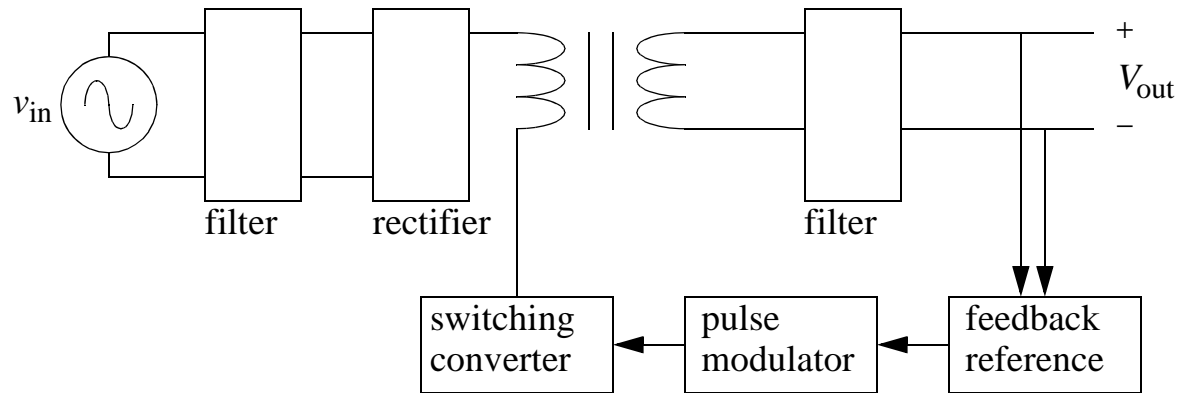 +
v_in
V_out
−
filter
rectifier
filter
switching
converter
pulse
modulator
feedback
reference